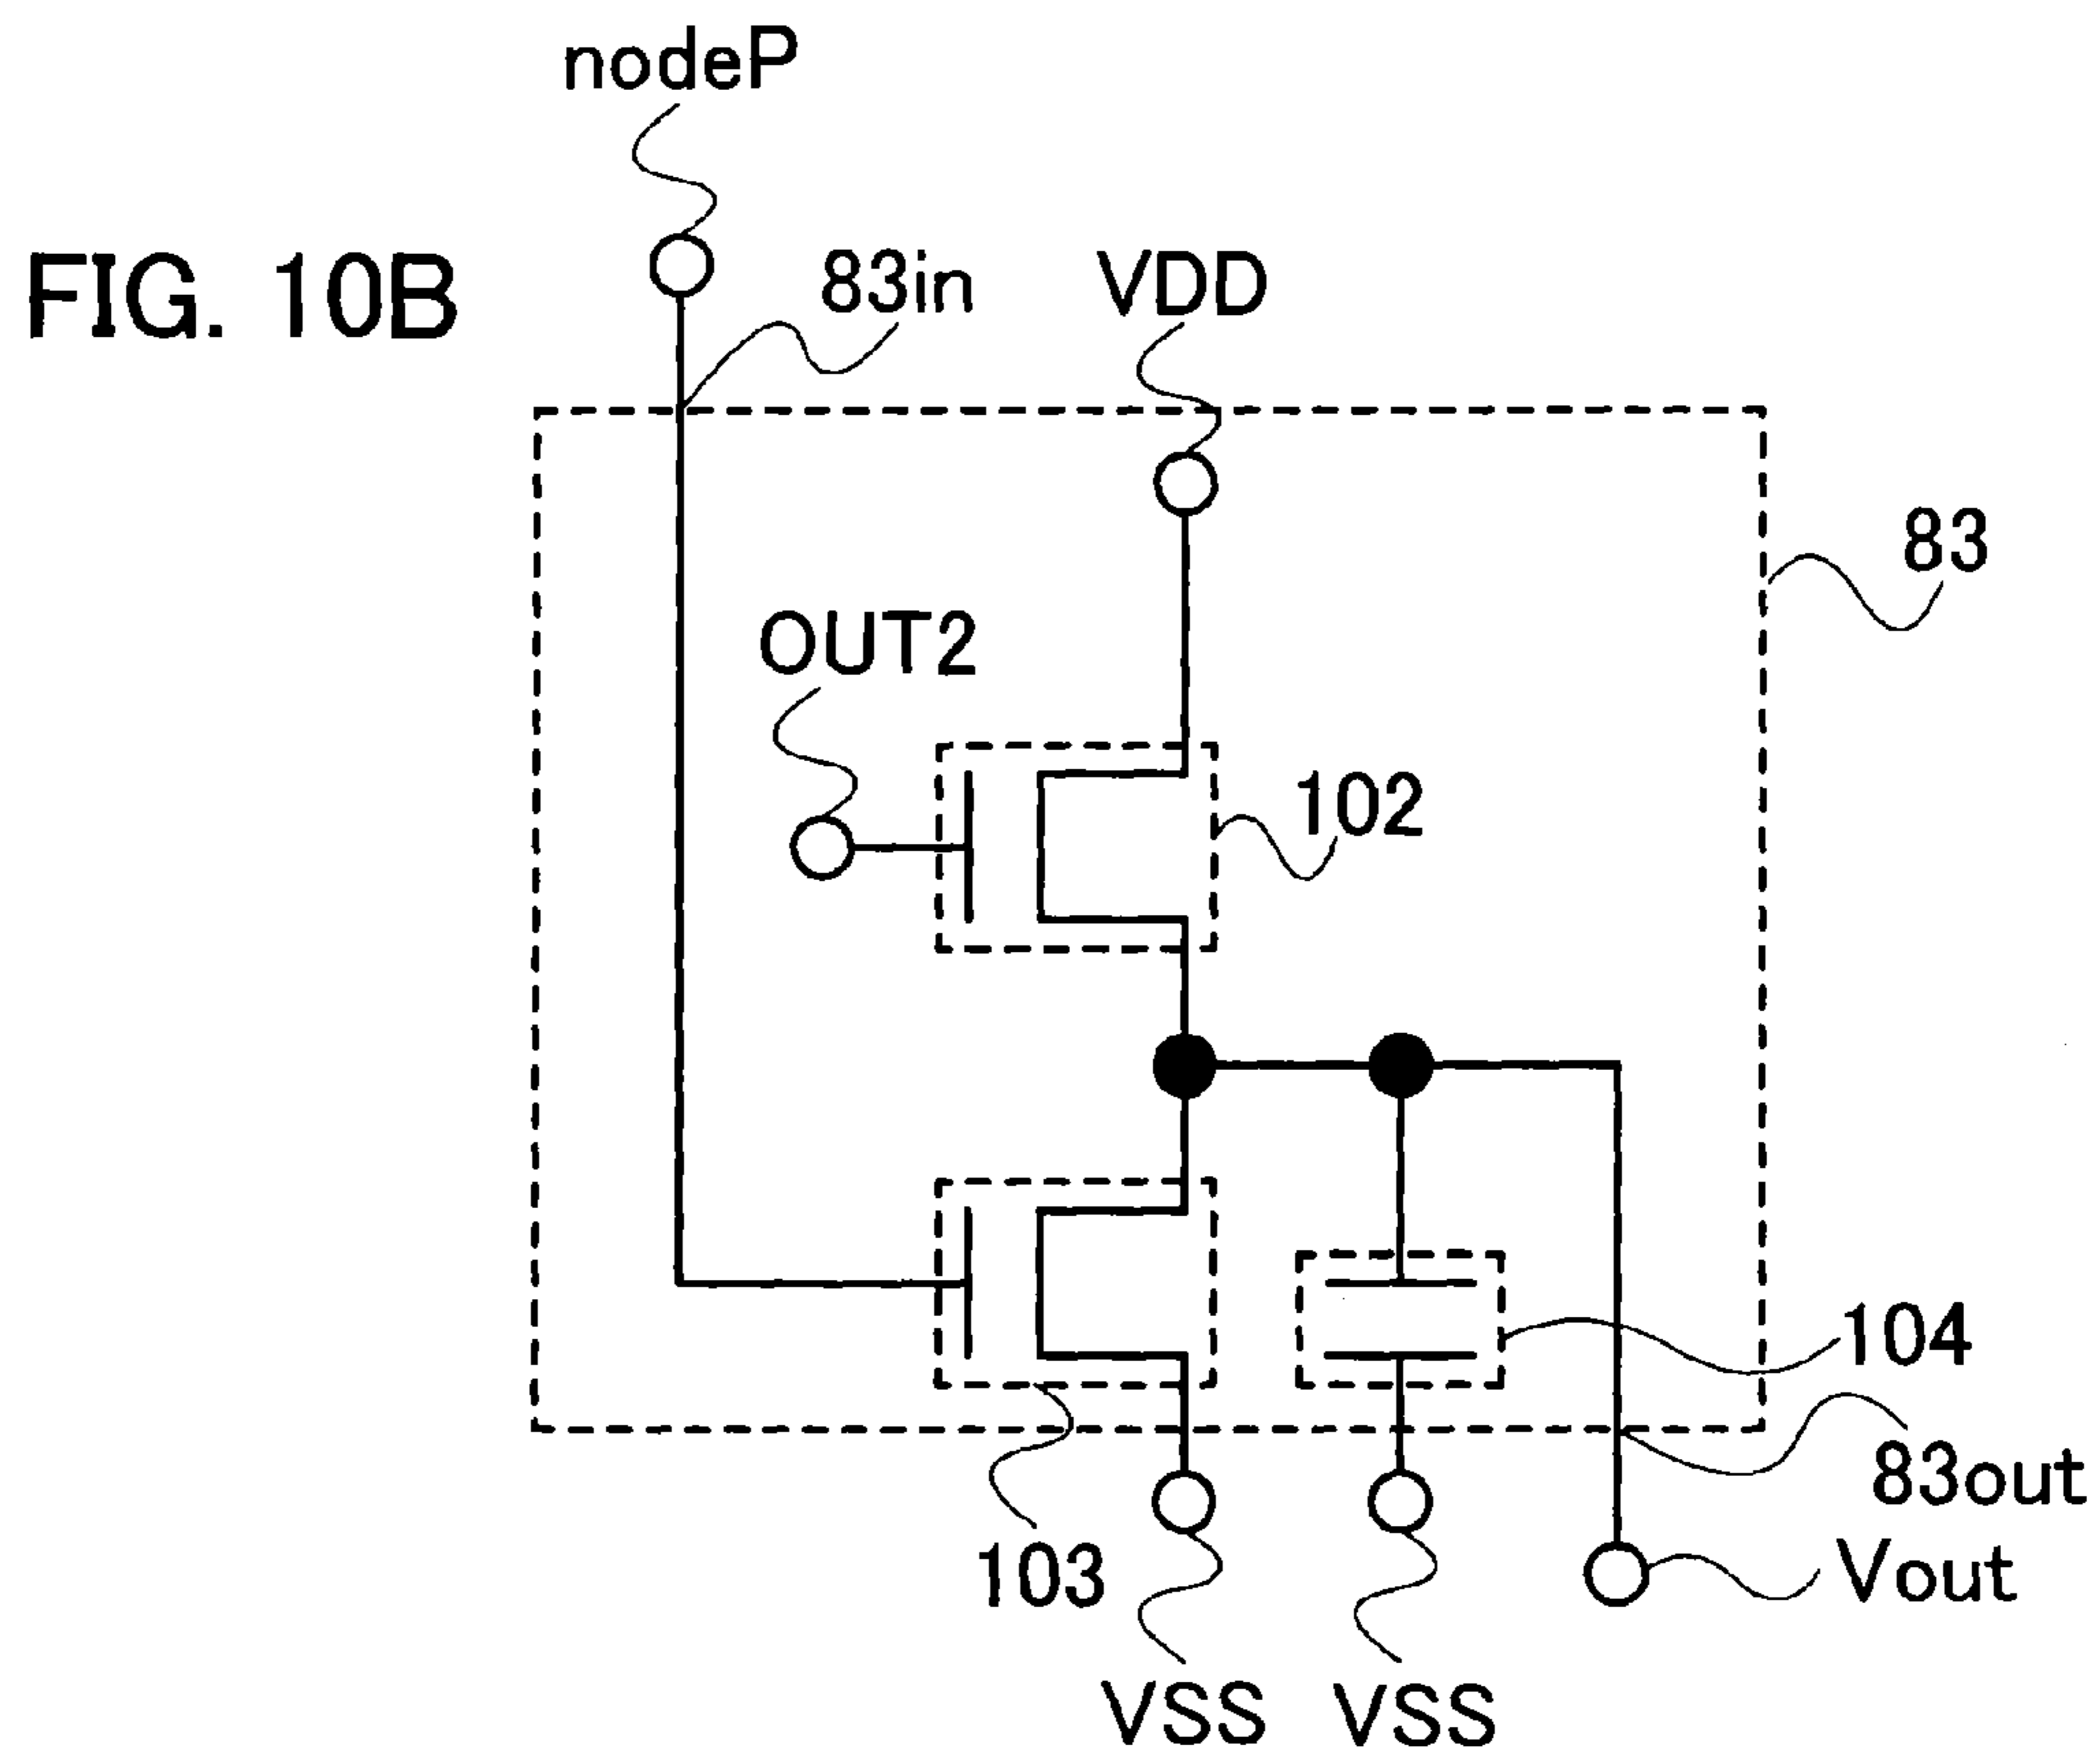 nodeP
FIG. 10B
83in
VDD
83
OUT2
102
104
83out
103
Vout
VSS
VSS